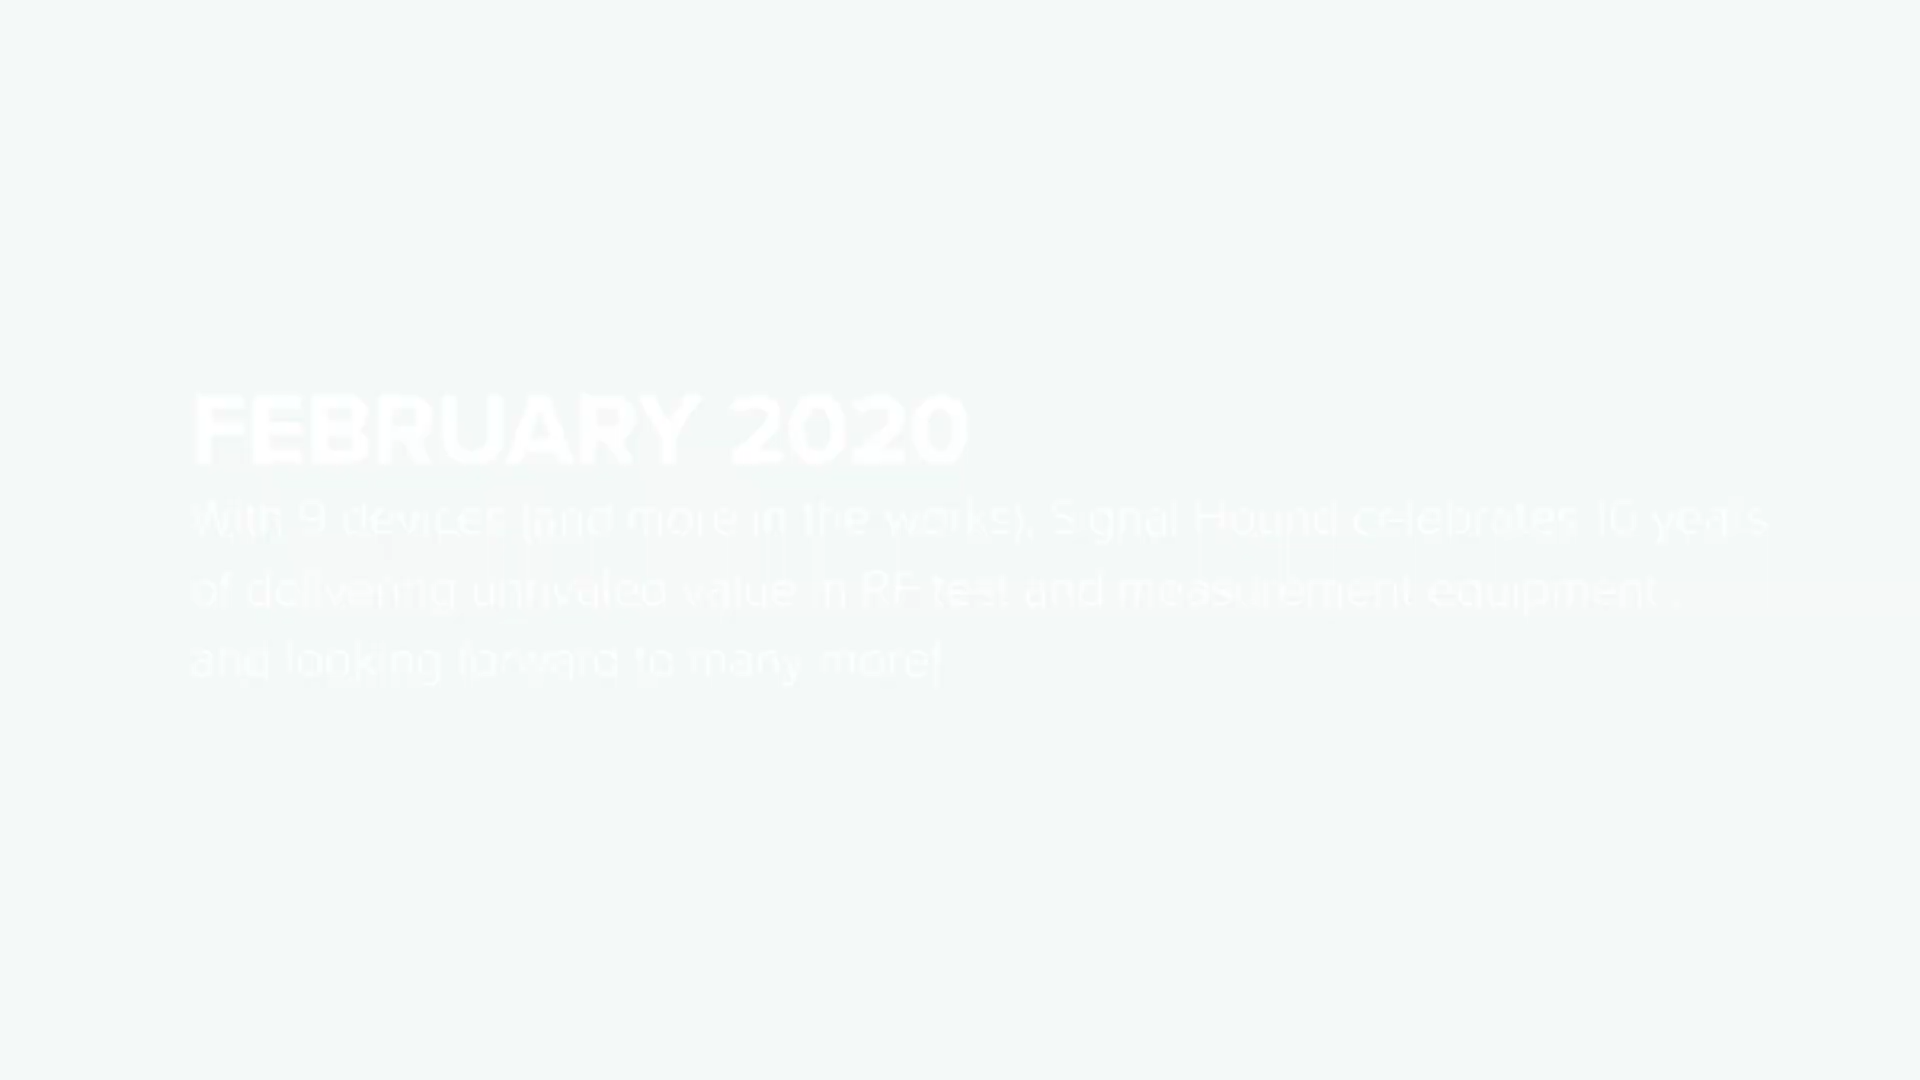 FEBRUARY 2020
With 9 devices (and more in the works), Signal Hound celebrates 10 years
of delivering unrivaled value in RF test and measurement equipment
and looking forward to many more!